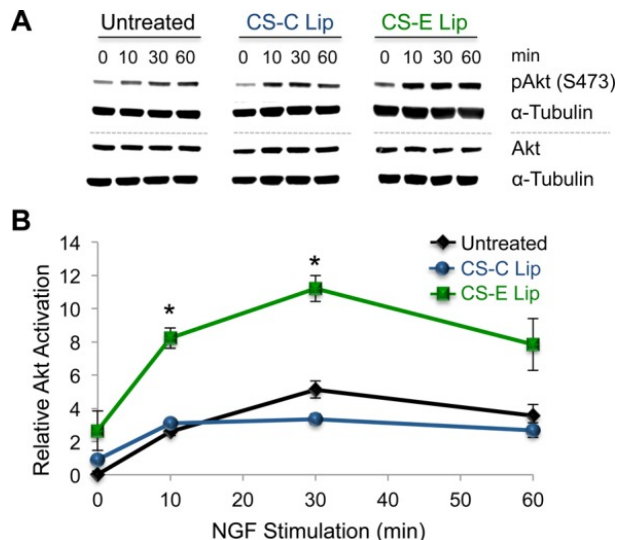 A
Untreated CS-C Lip CS-E Lip
0 10 30 60 0 10 30 60 0 10 30 60 min
pAkt (S473)
α-Tubulin
Akt
α-Tubulin
B
Relative Akt Activation
14
12
10
8
6
4
2
0
* *
Untreated
CS-C Lip
CS-E Lip
0 10 20 30 40 50 60
NGF Stimulation (min)